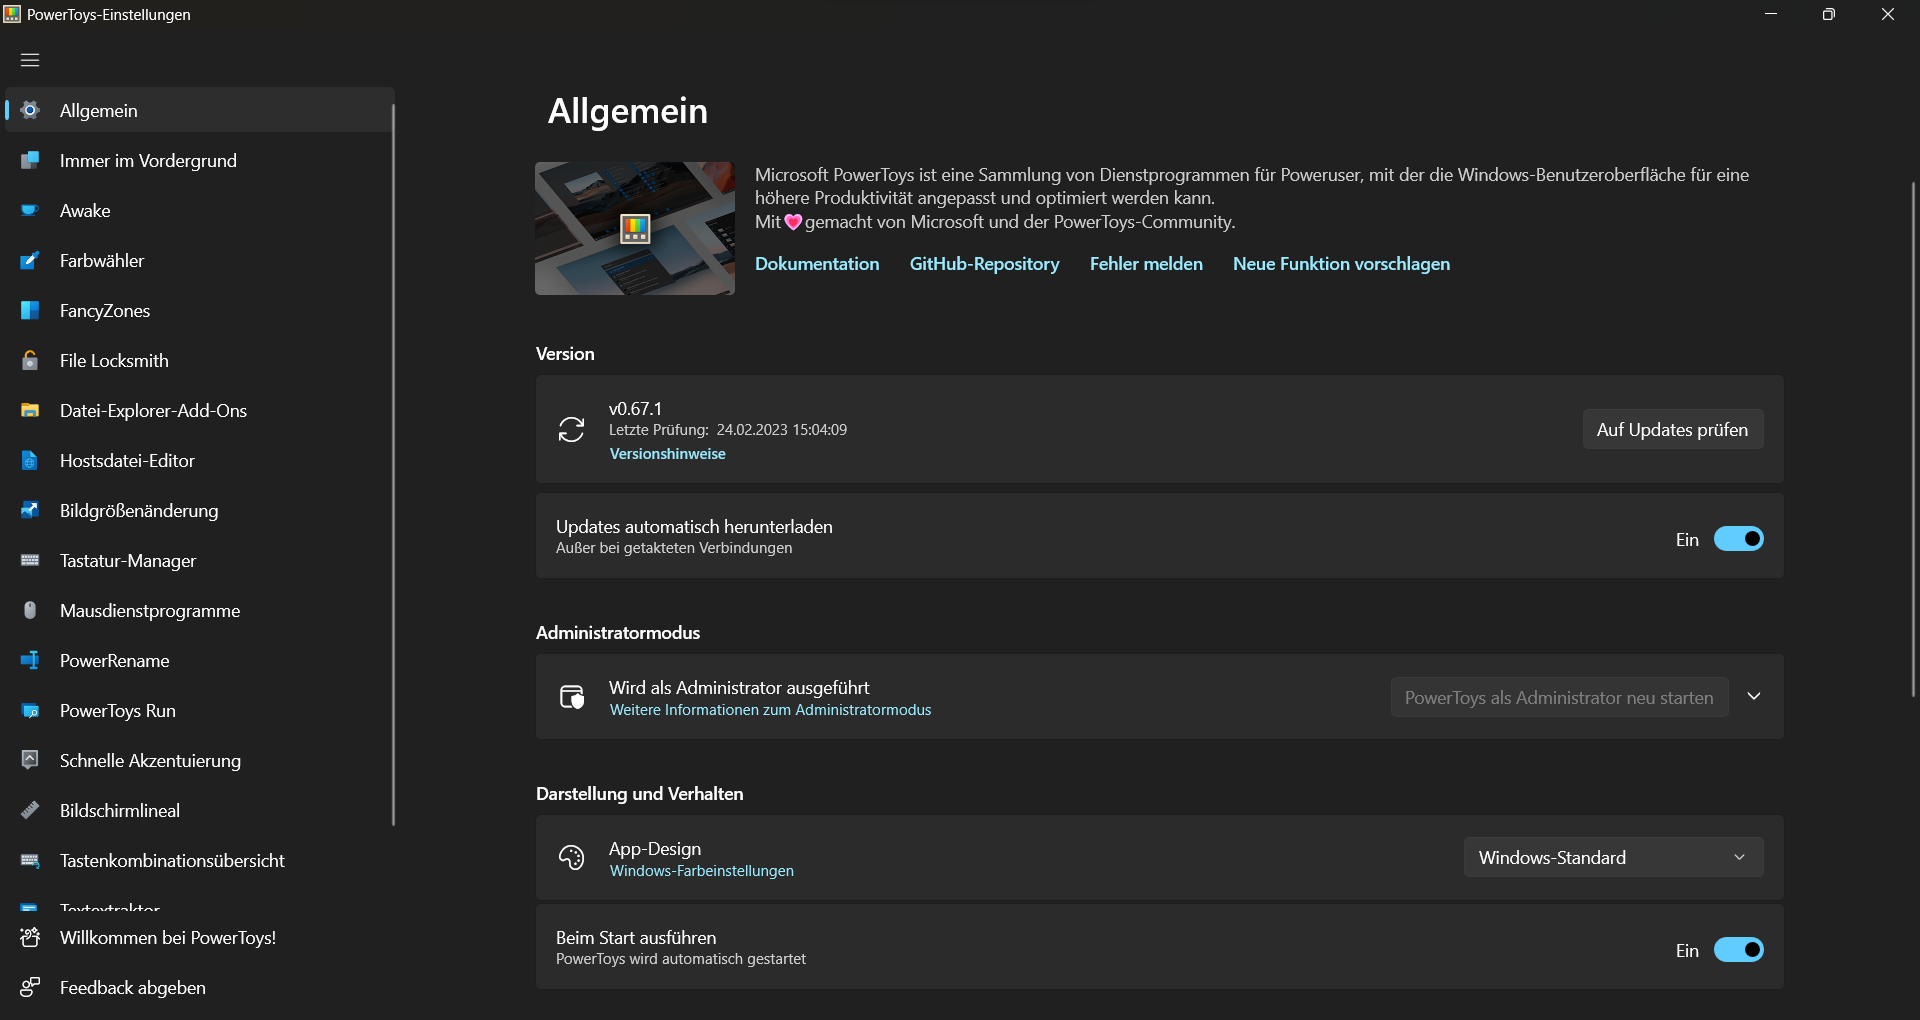 PowerToys-Einstellungen
Allgemein
Immer im Vordergrund
Awake
Farbwähler
FancyZones
File Locksmith
Datei-Explorer-Add-Ons
Hostsdatei-Editor
Bildgrößenänderung
Tastatur-Manager
Mausdienstprogramme
PowerRename
PowerToys Run
Schnelle Akzentuierung
Bildschirmlineal
Tastenkombinationsübersicht
Textextraktor
Willkommen bei PowerToys!
Feedback abgeben
Allgemein
Microsoft PowerToys ist eine Sammlung von Dienstprogrammen für Poweruser, mit der die Windows-Benutzeroberfläche für eine
höhere Produktivität angepasst und optimiert werden kann.
Mit💗gemacht von Microsoft und der PowerToys-Community.
Dokumentation GitHub-Repository Fehler melden Neue Funktion vorschlagen
Version
v0.67.1
Letzte Prüfung: 24.02.2023 15:04:09
Versionshinweise
Auf Updates prüfen
Updates automatisch herunterladen
Außer bei getakteten Verbindungen
Ein
Administratormodus
Wird als Administrator ausgeführt
Weitere Informationen zum Administratormodus
PowerToys als Administrator neu starten
Darstellung und Verhalten
App-Design
Windows-Farbeinstellungen
Windows-Standard
Beim Start ausführen
PowerToys wird automatisch gestartet
Ein